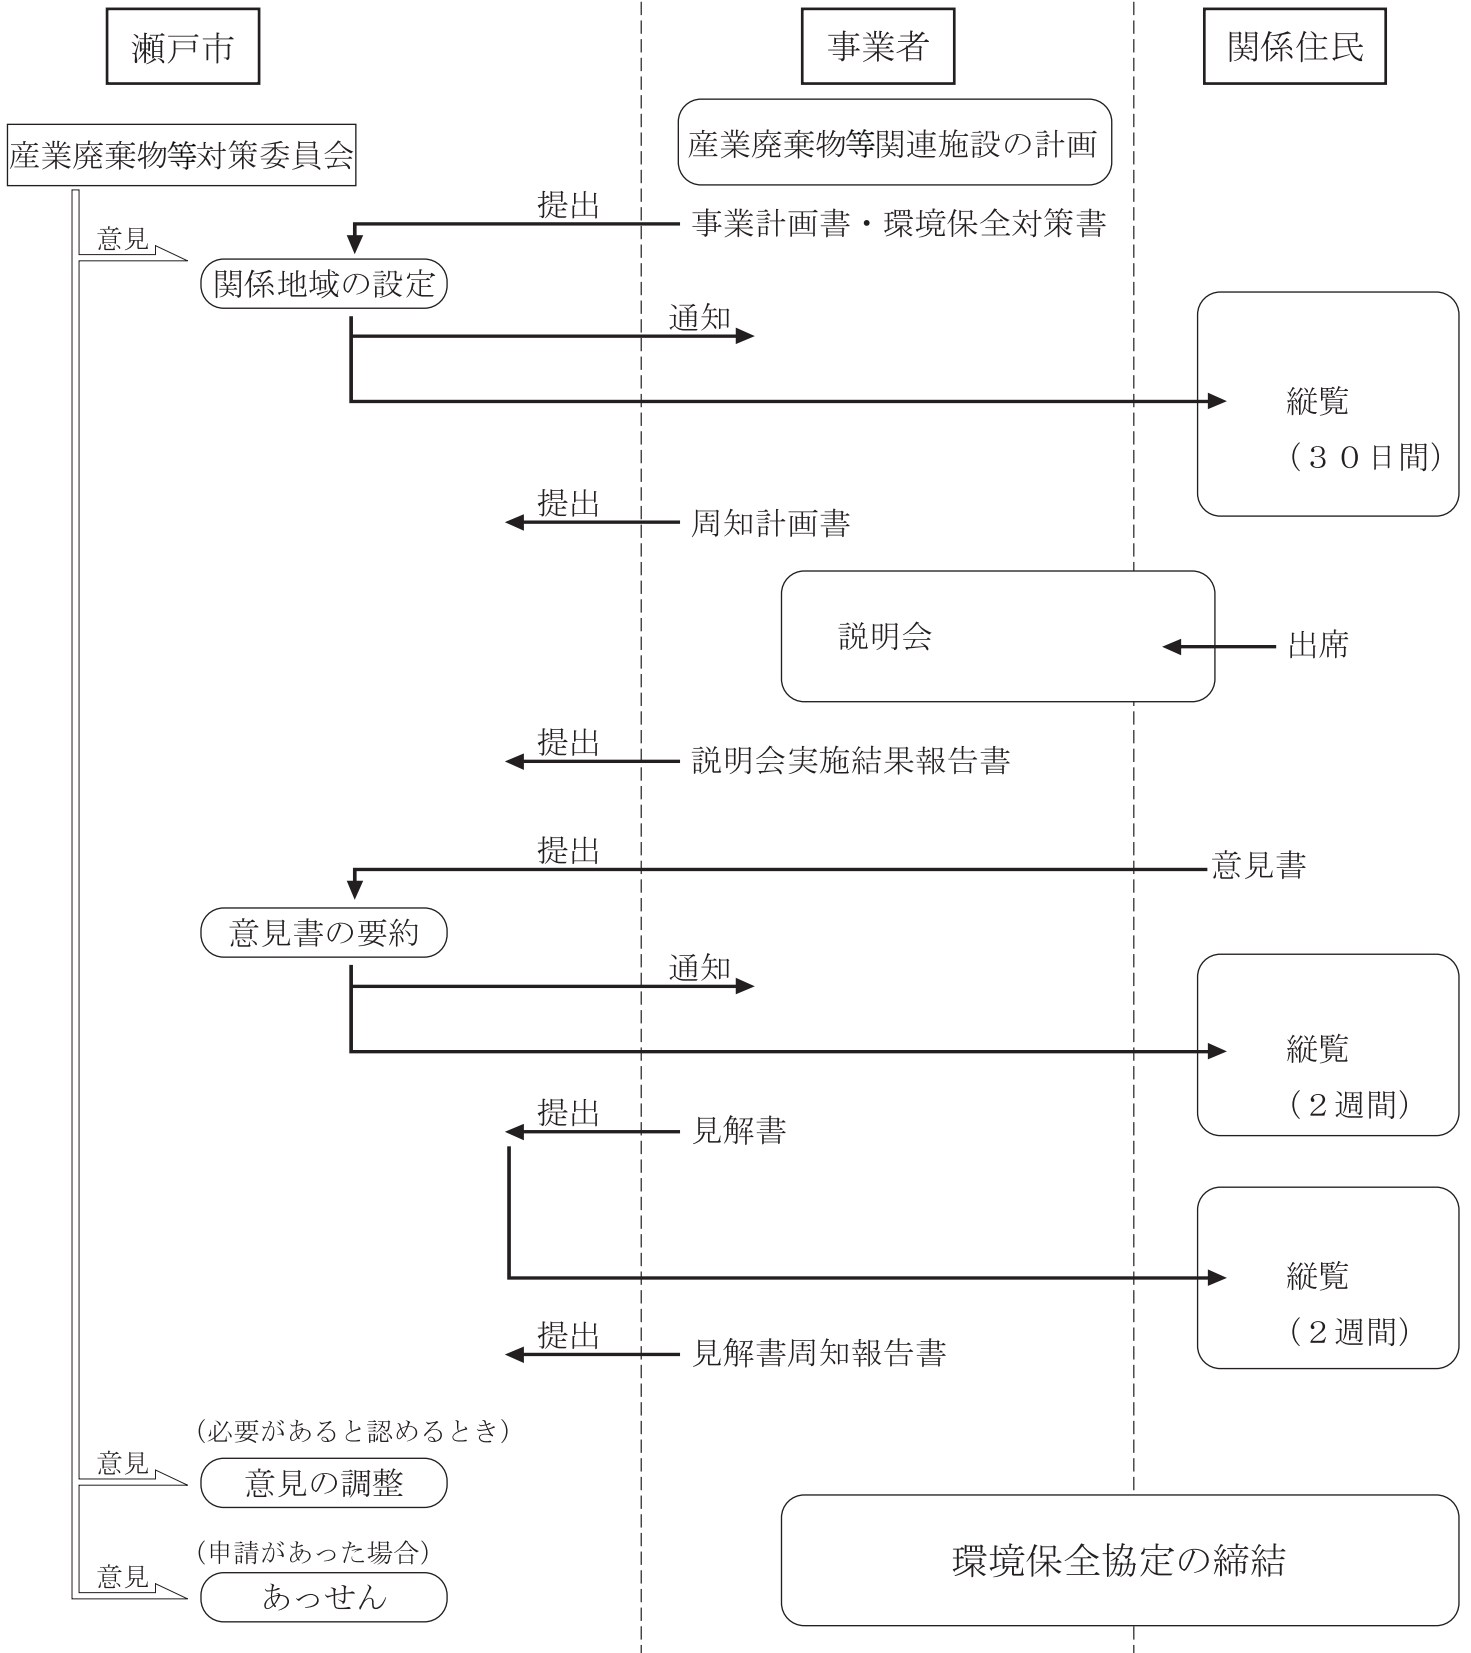 瀬戸市
事業者
関係住民
産業廃棄物等対策委員会
産業廃棄物等関連施設の計画
提出
事業計画書・環境保全対策書
意見
関係地域の設定
通知
縦覧
(30日間)
提出
周知計画書
説明会
出席
提出
説明会実施結果報告書
提出
意見書
意見書の要約
通知
縦覧
(2週間)
提出
見解書
縦覧
(2週間)
提出
見解書周知報告書
(必要があると認めるとき)
意見
意見の調整
環境保全協定の締結
(申請があった場合)
意見
あっせん